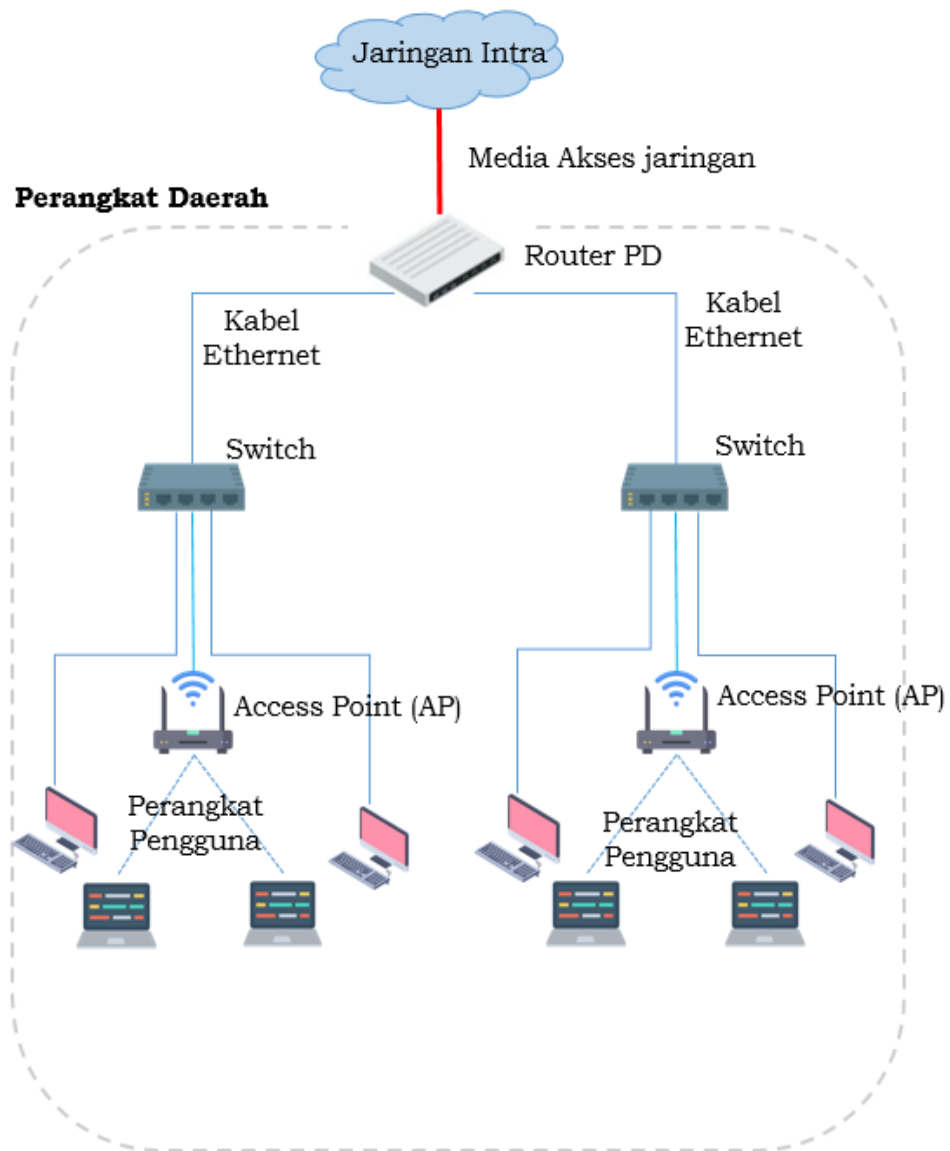 Jaringan Intra
Media Akses jaringan
Perangkat Daerah
Router PD
Kabel
Ethernet
Kabel
Ethernet
Switch
Switch
Access Point (AP)
Access Point (AP)
Perangkat
Pengguna
Perangkat
Pengguna